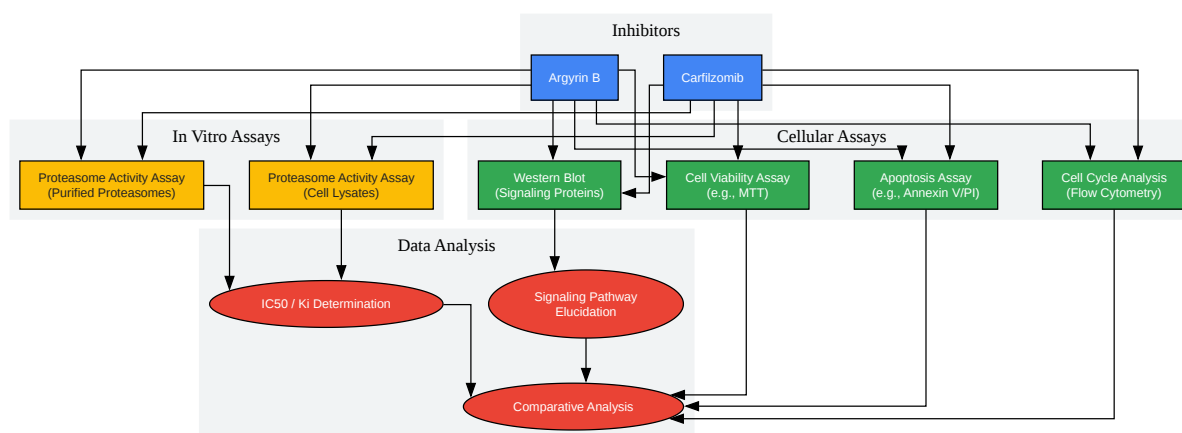 Inhibitors
Argyrin B
Carfilzomib
In Vitro Assays
Cellular Assays
Proteasome Activity Assay
(Purified Proteasomes)
Proteasome Activity Assay
(Cell Lysates)
Western Blot
(Signaling Proteins)
Cell Viability Assay
(e.g., MTT)
Apoptosis Assay
(e.g., Annexin V/PI)
Cell Cycle Analysis
(Flow Cytometry)
Data Analysis
IC50 / Ki Determination
Signaling Pathway
Elucidation
Comparative Analysis